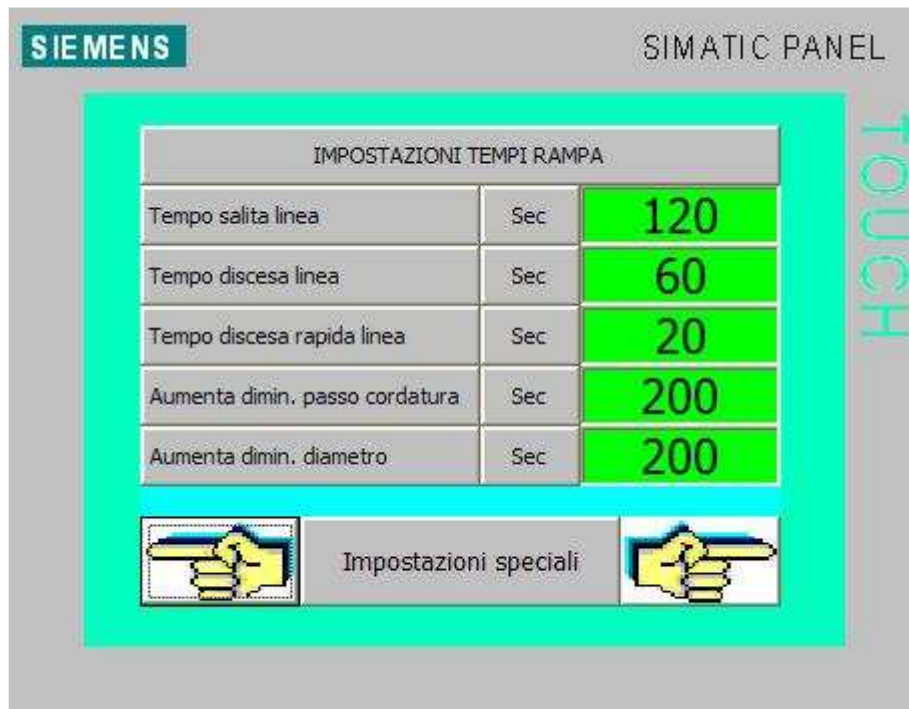 SIEMENS
SIMATIC PANEL
TOUCH
IMPOSTAZIONI TEMPI RAMPA
Tempo salita linea Sec 120
Tempo discesa linea Sec 60
Tempo discesa rapida linea Sec 20
Aumenta dimin. passo cordatura Sec 200
Aumenta dimin. diametro Sec 200
Impostazioni speciali